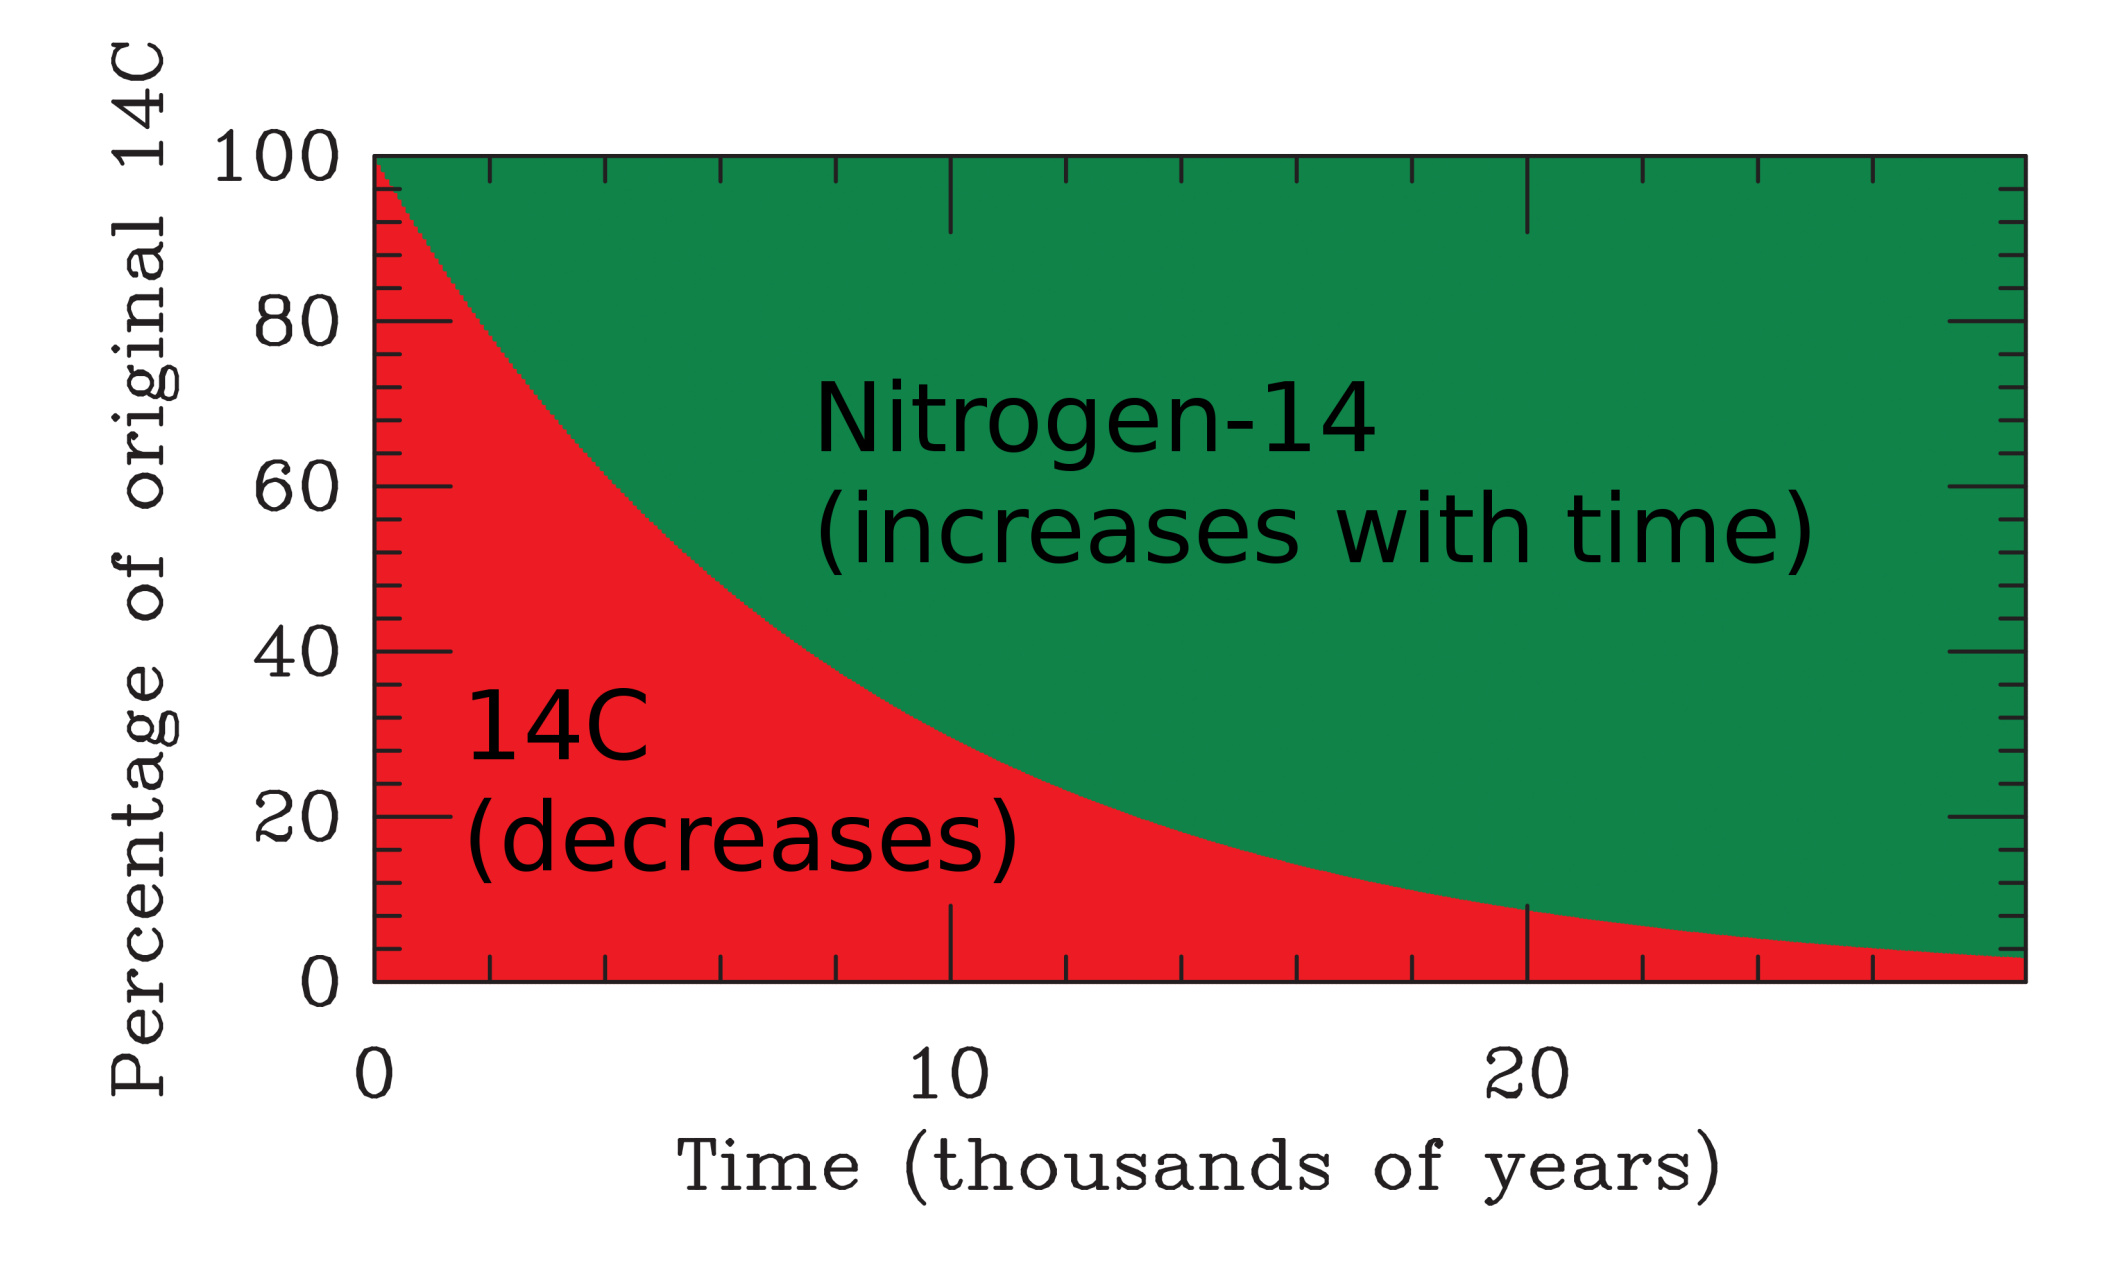 Percentage of original 14C
100
80
60
40
20
0
Nitrogen-14
(increases with time)
14C
(decreases)
0 10 20
Time (thousands of years)